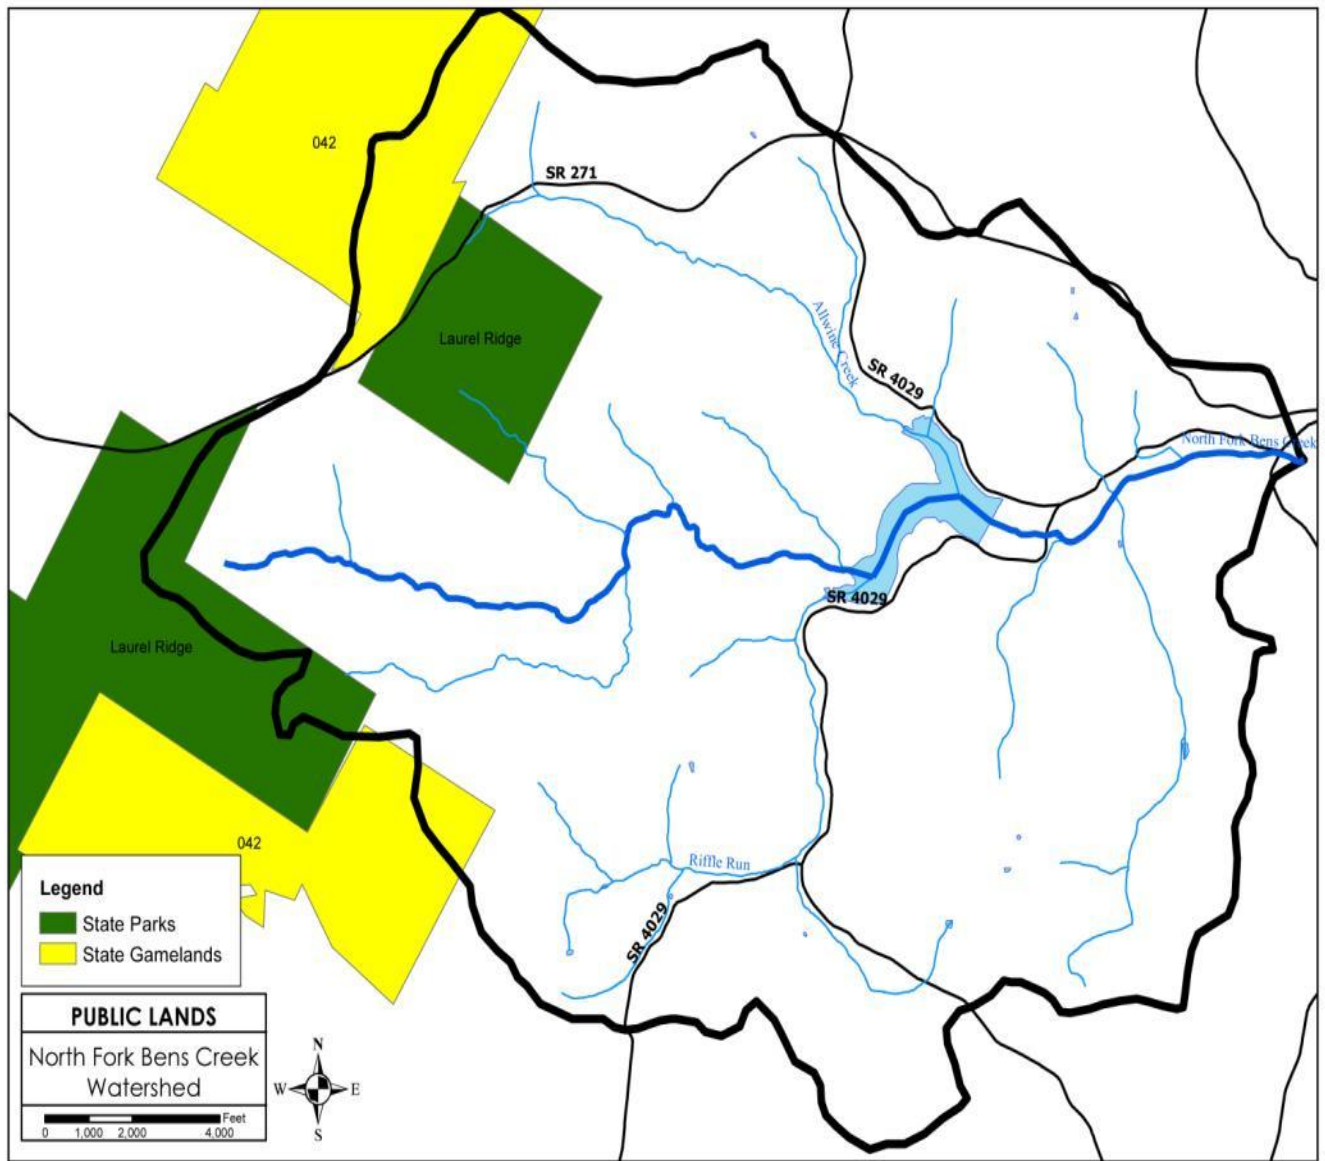 042
SR 271
Laurel Ridge
Allwine Creek
SR 4029
North Fork Bens Creek
SR 4029
Laurel Ridge
042
Riffle Run
SR 4029
Legend
State Parks
State Gamelands
PUBLIC LANDS
North Fork Bens Creek
Watershed
Feet
0 1,000 2,000 4,000
N
W E
S